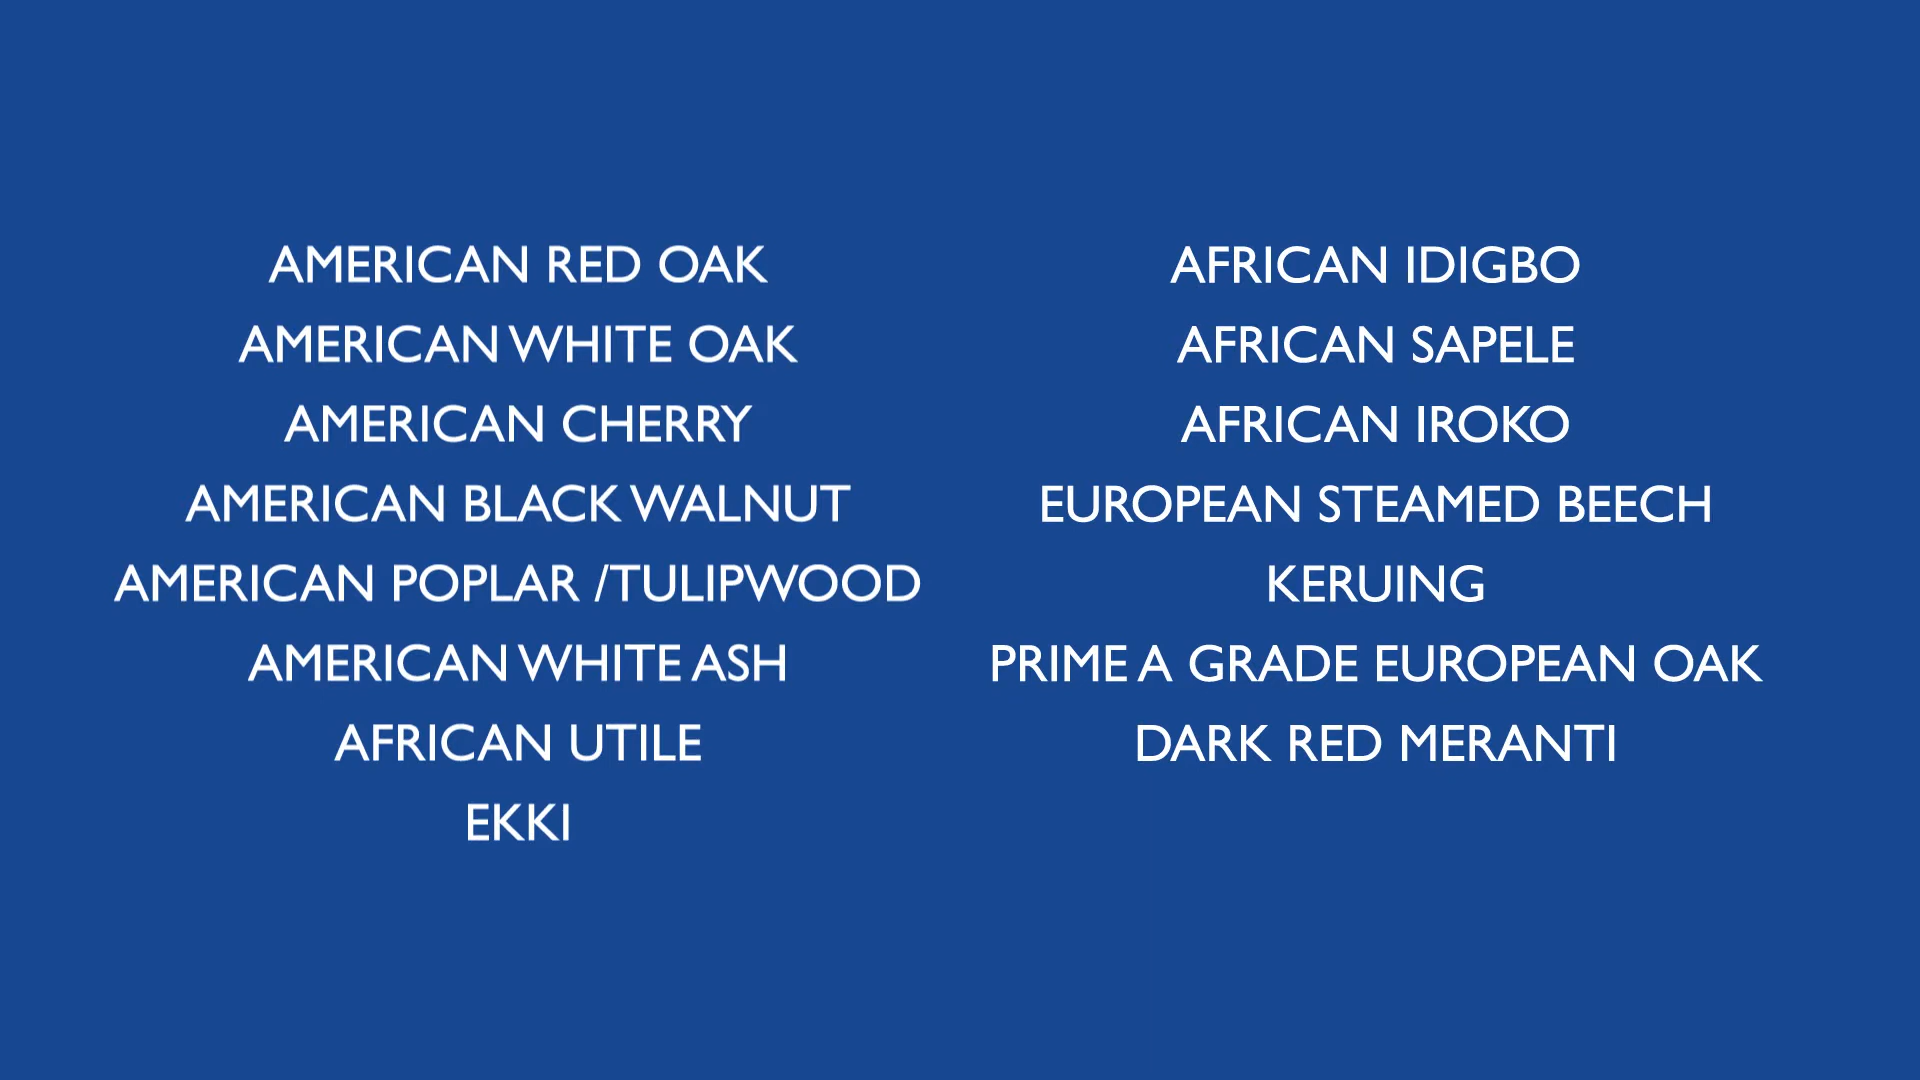 AMERICAN RED OAK
AMERICAN WHITE OAK
AMERICAN CHERRY
AMERICAN BLACK WALNUT
AMERICAN POPLAR /TULIPWOOD
AMERICAN WHITE ASH
AFRICAN UTILE
EKKI
AFRICAN IDIGBO
AFRICAN SAPELE
AFRICAN IROKO
EUROPEAN STEAMED BEECH
KERUING
PRIME A GRADE EUROPEAN OAK
DARK RED MERANTI